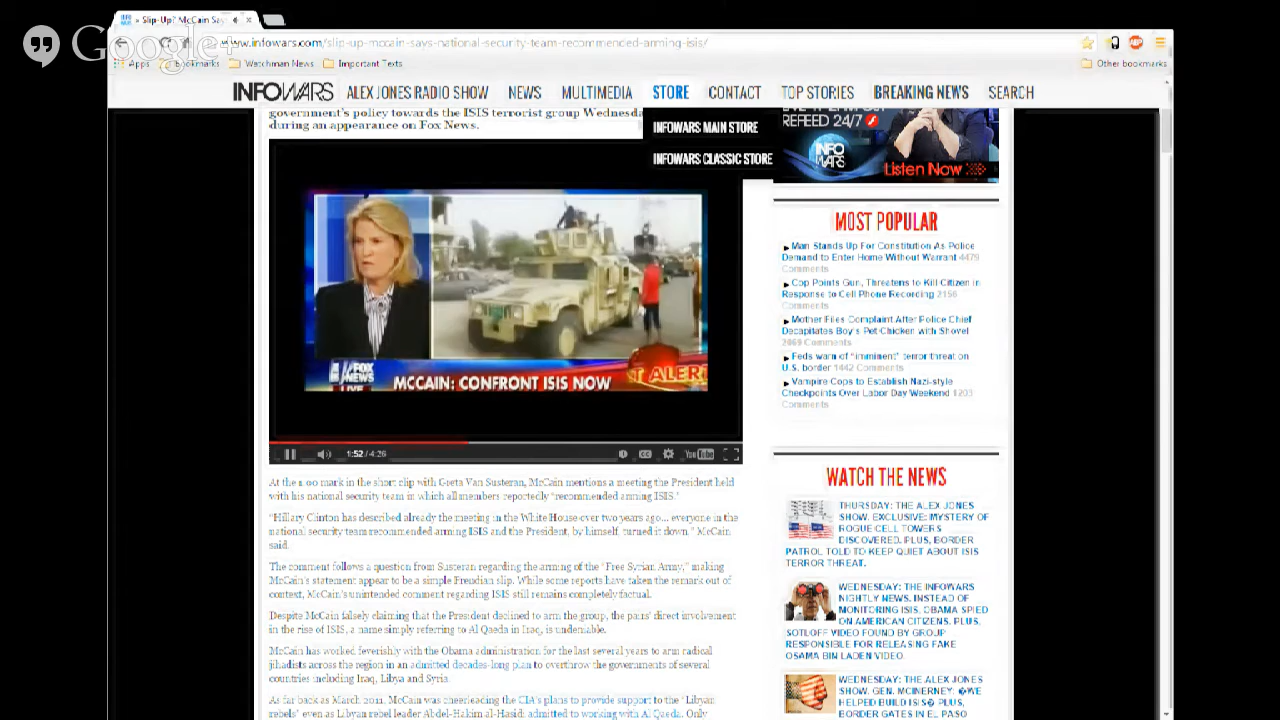 » Slip-Up? McCain Say
Google+
www.infowars.com/slip-up-mccain-says-national-security-team-recommended-arming-isis/
Apps Bookmarks Watchman News Important Texts Other bookmarks
INFOWARS ALEX JONES RADIO SHOW NEWS MULTIMEDIA STORE CONTACT TOP STORIES BREAKING NEWS SEARCH
INFOWARS MAIN STORE
INFOWARS CLASSIC STORE
government's policy towards the ISIS terrorist group Wednesda
during an appearance on Fox News.
REFEED 24/7
INFO
WARS
Listen Now
FOX
NEWS
MCCAIN: CONFRONT ISIS NOW
T ALER
1:52 / 4:26
CC
YouTube
At the 1:00 mark in the short clip with Greta Van Susteran, McCain mentions a meeting the President held
with his national security team in which all members reportedly "recommended arming ISIS."
"Hillary Clinton has described already the meeting in the White House over two years ago... everyone in the
national security team recommended arming ISIS and the President, by himself, turned it down," McCain
said.
The comment follows a question from Susteran regarding the arming of the "Free Syrian Army," making
McCain's statement appear to be a simple Freudian slip. While some reports have taken the remark out of
context, McCain's unintended comment regarding ISIS still remains completely factual.
Despite McCain falsely claiming that the President declined to arm the group, the pairs' direct involvement
in the rise of ISIS, a name simply referring to Al Qaeda in Iraq, is undeniable.
McCain has worked feverishly with the Obama administration for the last several years to arm radical
jihadists across the region in an admitted decades-long plan to overthrow the governments of several
countries including Iraq, Libya and Syria.
As far back as March 2011, McCain was cheerleading the CIA's plans to provide support to the "Libyan
rebels" even as Libyan rebel leader Abdel-Hakim al-Hasidi admitted to working with Al Qaeda. Only
MOST POPULAR
Man Stands Up For Constitution As Police
Demand to Enter Home Without Warrant 4479
Comments
Cop Points Gun, Threatens to Kill Citizen in
Response to Cell Phone Recording 2156
Comments
Mother Files Complaint After Police Chief
Decapitates Boy's Pet Chicken with Shovel
2069 Comments
Feds warn of "imminent" terror threat on
U.S. border 1442 Comments
Vampire Cops to Establish Nazi-style
Checkpoints Over Labor Day Weekend 1203
Comments
WATCH THE NEWS
THURSDAY: THE ALEX JONES
SHOW. EXCLUSIVE: MYSTERY OF
ROGUE CELL TOWERS
DISCOVERED. PLUS, BORDER
PATROL TOLD TO KEEP QUIET ABOUT ISIS
TERROR THREAT.
WEDNESDAY: THE INFOWARS
NIGHTLY NEWS. INSTEAD OF
MONITORING ISIS, OBAMA SPIED
ON AMERICAN CITIZENS. PLUS,
SOTLOFF VIDEO FOUND BY GROUP
RESPONSIBLE FOR RELEASING FAKE
OSAMA BIN LADEN VIDEO.
WEDNESDAY: THE ALEX JONES
SHOW. GEN. MCINERNEY: �WE
HELPED BUILD ISIS� PLUS,
BORDER GATES IN EL PASO